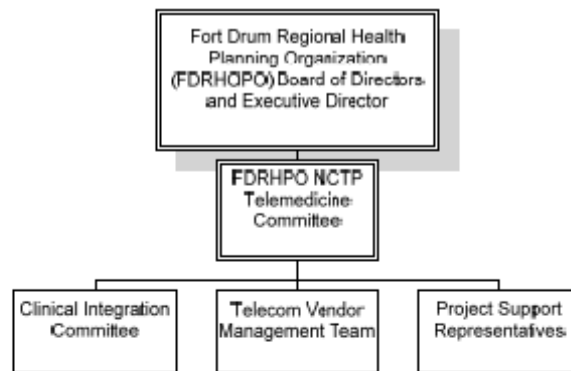 Fort Drum Regional Health
Planning Organization
(FDRHOPO) Board of Directors
and Executive Director
FDRHPO NCTP
Telemedicine
Committee
Clinical Integration
Committee
Telecom Vendor
Management Team
Project Support
Representatives